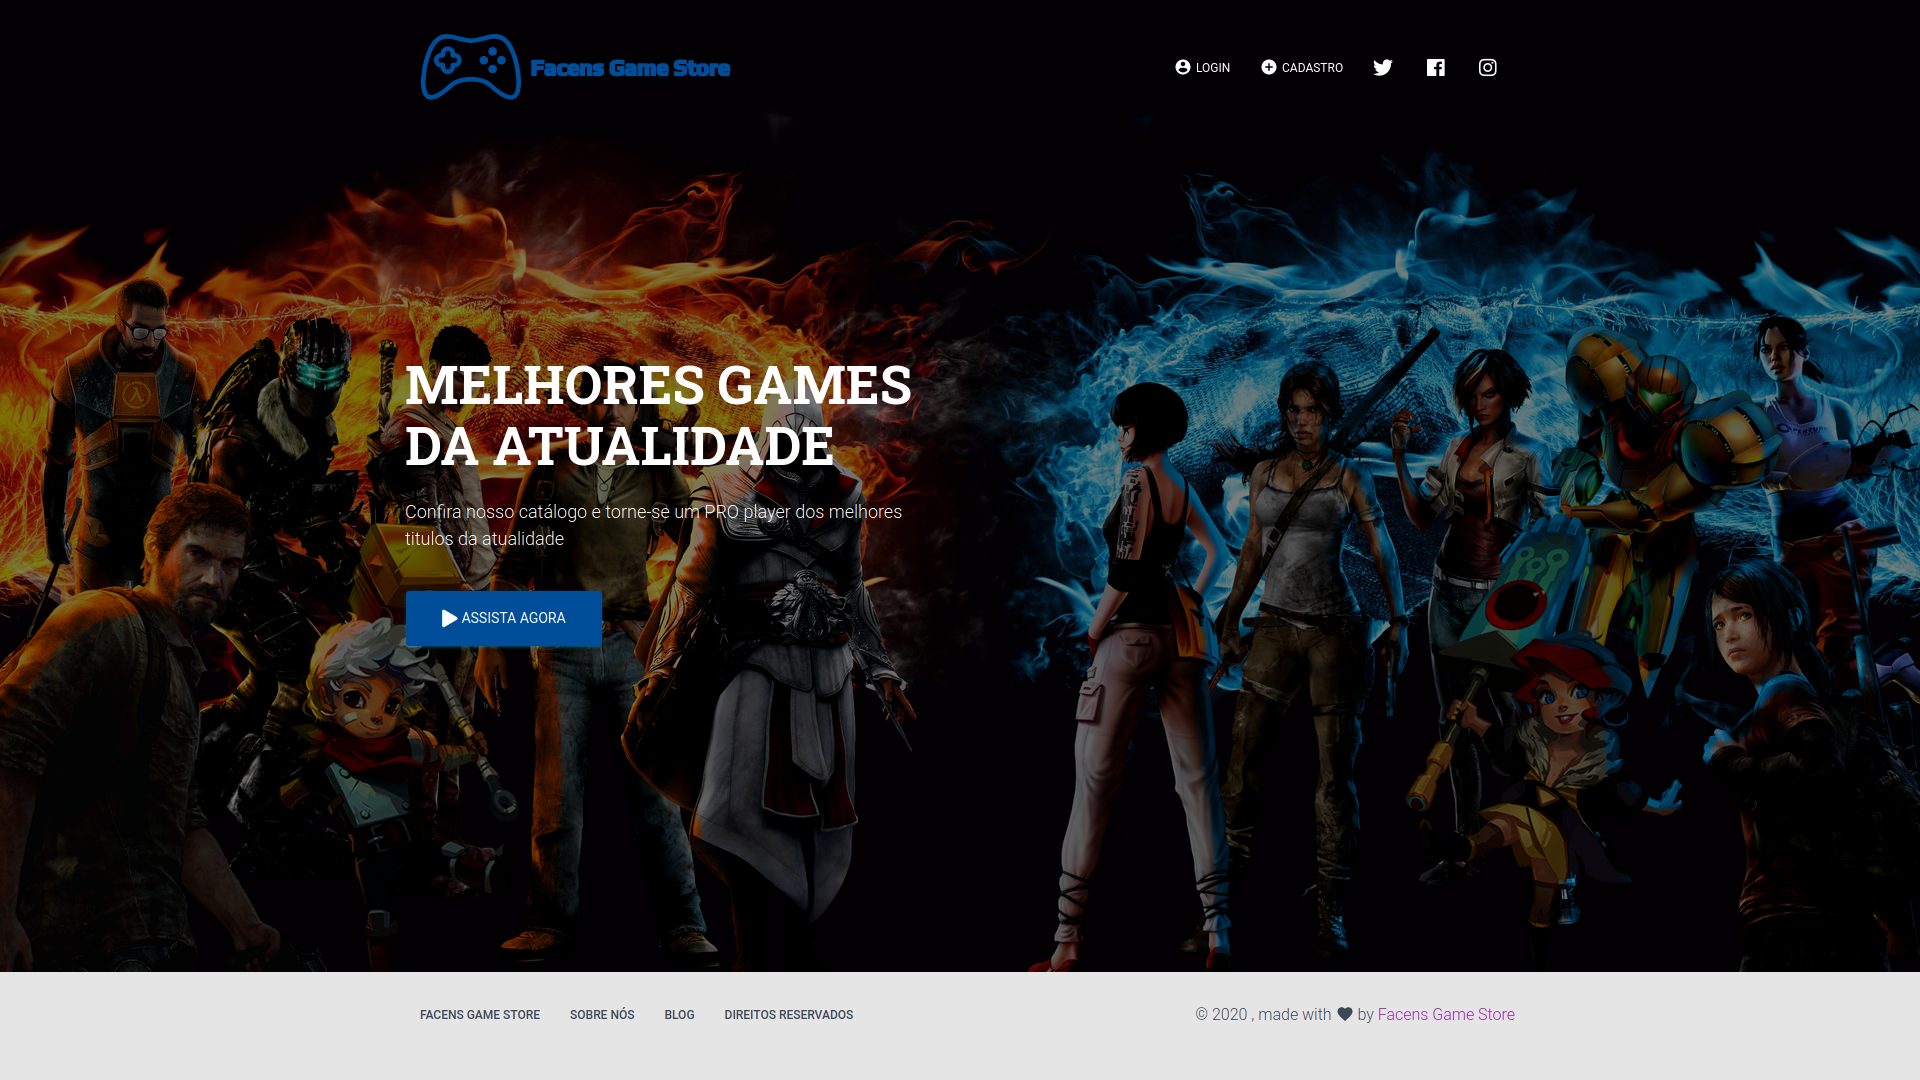 Facens Game Store
LOGIN
CADASTRO
MELHORES GAMES
DA ATUALIDADE
Confira nosso catálogo e torne-se um PRO player dos melhores
titulos da atualidade
ASSISTA AGORA
FACENS GAME STORE
SOBRE NÓS
BLOG
DIREITOS RESERVADOS
© 2020 , made with by Facens Game Store